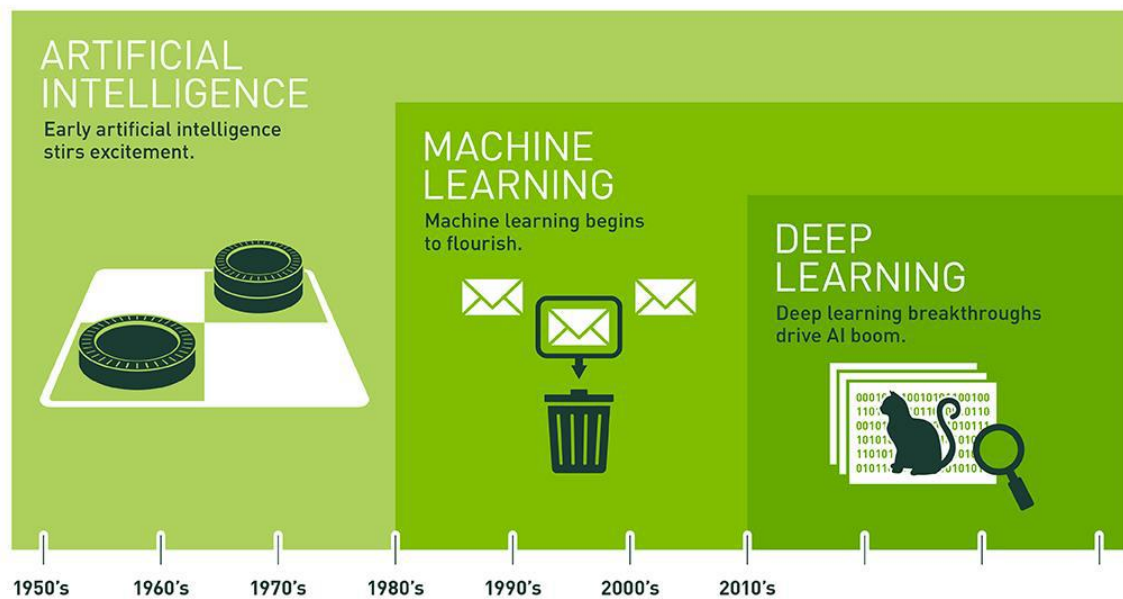 ARTIFICIAL
INTELLIGENCE
Early artificial intelligence
stirs excitement.
MACHINE
LEARNING
Machine learning begins
to flourish.
DEEP
LEARNING
Deep learning breakthroughs
drive AI boom.
1950's 1960's 1970's 1980's 1990's 2000's 2010's